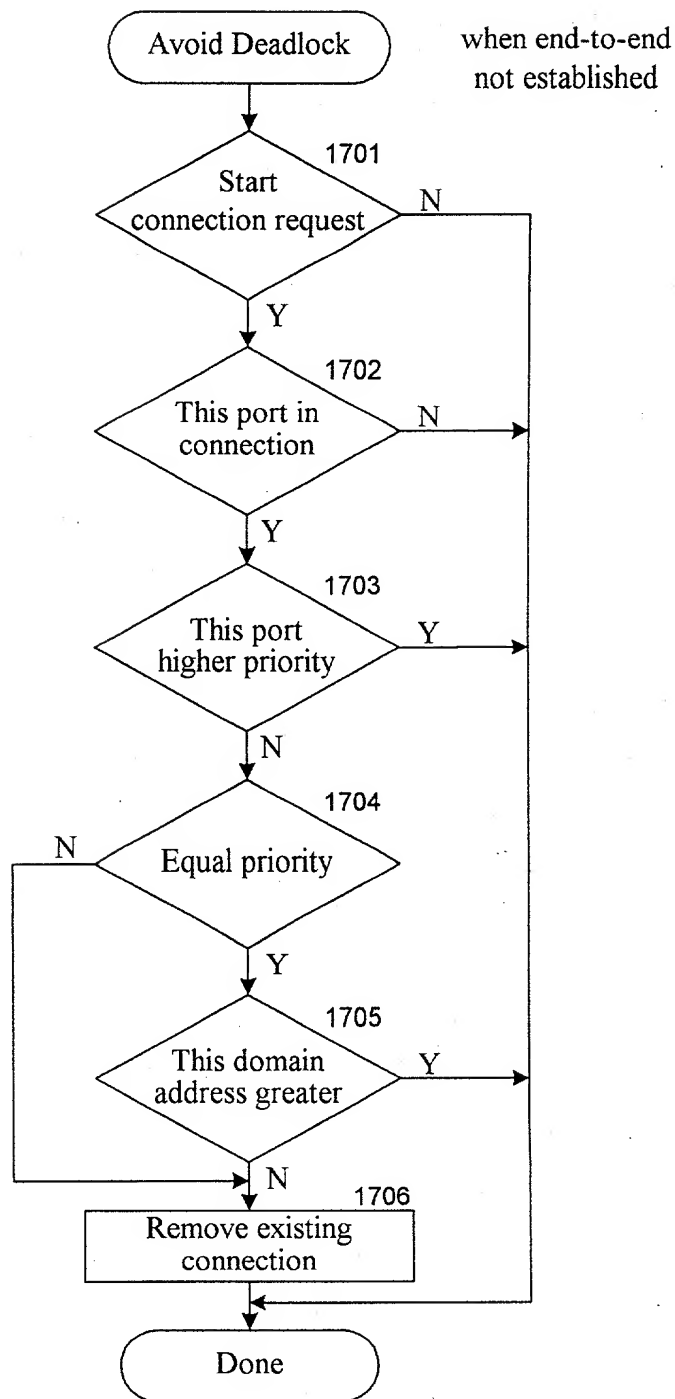 Avoid Deadlock
when end-to-end
not established
1701
Start
connection request
N
Y
1702
This port in
connection
N
Y
1703
This port
higher priority
Y
N
1704
N
Equal priority
Y
1705
This domain
address greater
Y
N
1706
Remove existing
connection
Done